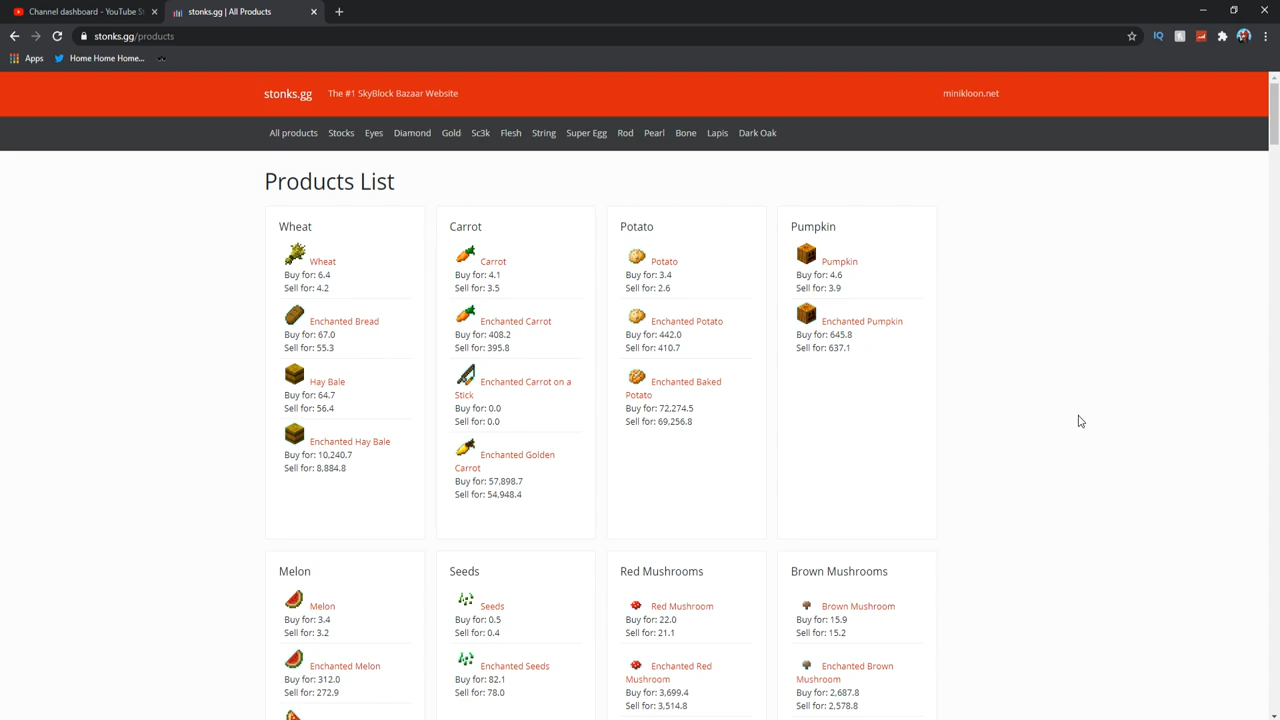 Channel dashboard - YouTube St
stonks.gg | All Products
stonks.gg/products
Apps
Home Home Home...
stonks.gg
The #1 SkyBlock Bazaar Website
minikloon.net
All products
Stocks
Eyes
Diamond
Gold
Sc3k
Flesh
String
Super Egg
Rod
Pearl
Bone
Lapis
Dark Oak
Products List
Wheat
Wheat
Buy for: 6.4
Sell for: 4.2
Enchanted Bread
Buy for: 67.0
Sell for: 55.3
Hay Bale
Buy for: 64.7
Sell for: 56.4
Enchanted Hay Bale
Buy for: 10,240.7
Sell for: 8,884.8
Carrot
Carrot
Buy for: 4.1
Sell for: 3.5
Enchanted Carrot
Buy for: 408.2
Sell for: 395.8
Enchanted Carrot on a
Stick
Buy for: 0.0
Sell for: 0.0
Enchanted Golden
Carrot
Buy for: 57,898.7
Sell for: 54,948.4
Potato
Potato
Buy for: 3.4
Sell for: 2.6
Enchanted Potato
Buy for: 442.0
Sell for: 410.7
Enchanted Baked
Potato
Buy for: 72,274.5
Sell for: 69,256.8
Pumpkin
Pumpkin
Buy for: 4.6
Sell for: 3.9
Enchanted Pumpkin
Buy for: 645.8
Sell for: 637.1
Melon
Melon
Buy for: 3.4
Sell for: 3.2
Enchanted Melon
Buy for: 312.0
Sell for: 272.9
Seeds
Seeds
Buy for: 0.5
Sell for: 0.4
Enchanted Seeds
Buy for: 82.1
Sell for: 78.0
Red Mushrooms
Red Mushroom
Buy for: 22.0
Sell for: 21.1
Enchanted Red
Mushroom
Buy for: 3,699.4
Sell for: 3,514.8
Brown Mushrooms
Brown Mushroom
Buy for: 15.9
Sell for: 15.2
Enchanted Brown
Mushroom
Buy for: 2,687.8
Sell for: 2,578.8